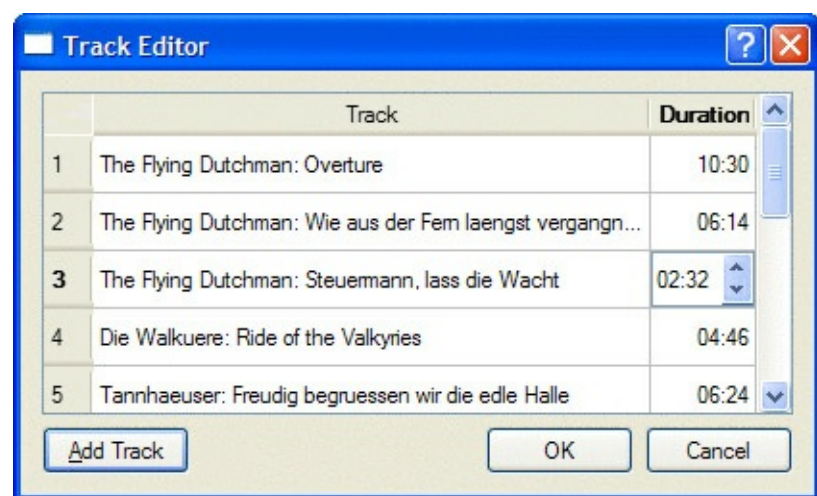 Track Editor
Track Duration
1 The Flying Dutchman: Overture 10:30
2 The Flying Dutchman: Wie aus der Fern laengst vergangn... 06:14
3 The Flying Dutchman: Steuermann, lass die Wacht 02:32
4 Die Walkuere: Ride of the Valkyries 04:46
5 Tannhaeuser: Freudig begruessen wir die edle Halle 06:24
Add Track OK Cancel